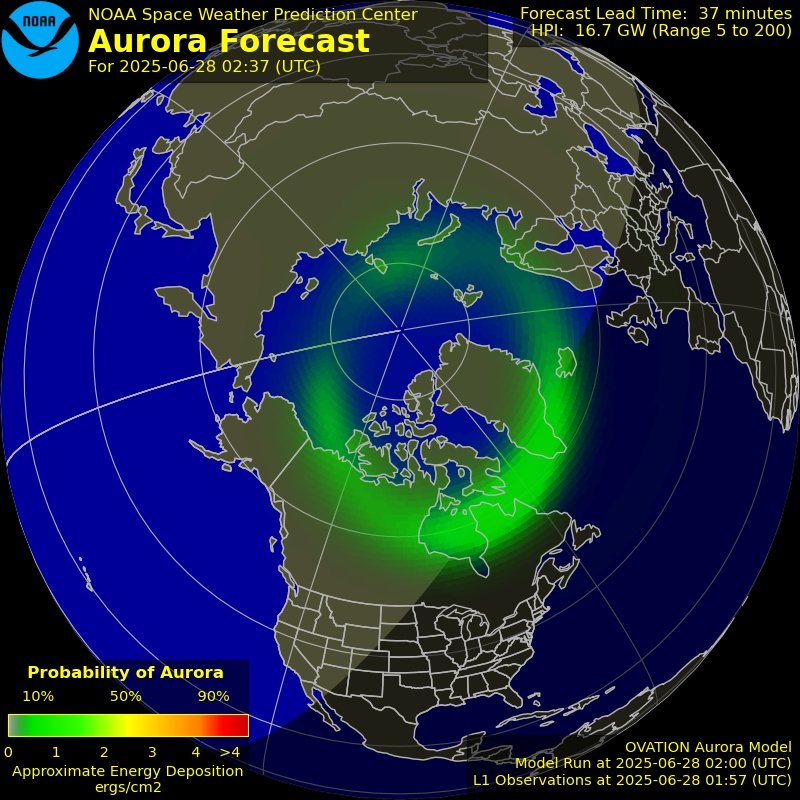 NOAA
NOAA Space Weather Prediction Center
Aurora Forecast
For 2025-06-28 02:37 (UTC)
Forecast Lead Time:  37 minutes
HPI:  16.7 GW (Range 5 to 200)
Probability of Aurora
10% 50% 90%
0 1 2 3 4 >4
Approximate Energy Deposition
ergs/cm2
OVATION Aurora Model
Model Run at 2025-06-28 02:00 (UTC)
L1 Observations at 2025-06-28 01:57 (UTC)